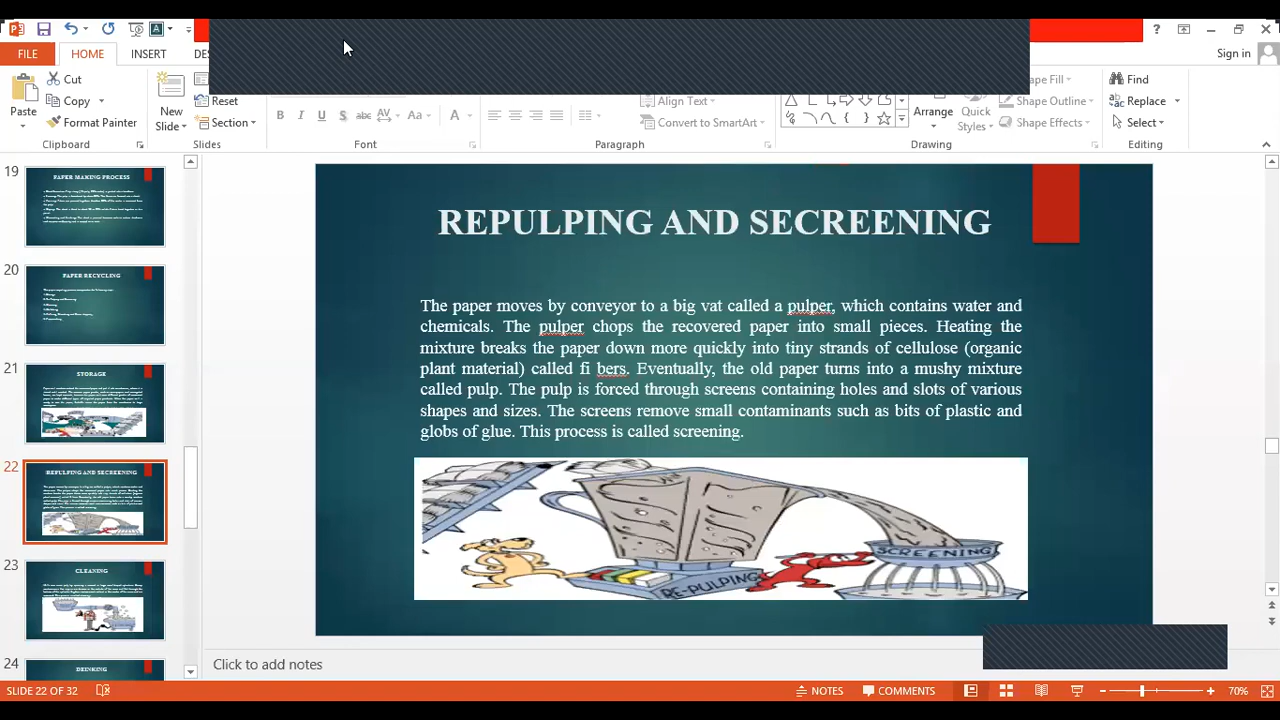 FILE HOME INSERT DES
Sign in
Cut
Copy
Format Painter
Paste
New Slide
Reset
Section
Align Text
Convert to SmartArt
Arrange
Quick Styles
Shape Fill
Shape Outline
Shape Effects
Find
Replace
Select
Clipboard Slides Font Paragraph Drawing Editing
19
PAPER MAKING PROCESS
20
PAPER RECYCLING
21
STORAGE
22
REPULPING AND SECREENING
23
CLEANING
24
DEINKING
REPULPING AND SECREENING
The paper moves by conveyor to a big vat called a pulper, which contains water and
chemicals. The pulper chops the recovered paper into small pieces. Heating the
mixture breaks the paper down more quickly into tiny strands of cellulose (organic
plant material) called fi bers. Eventually, the old paper turns into a mushy mixture
called pulp. The pulp is forced through screens containing holes and slots of various
shapes and sizes. The screens remove small contaminants such as bits of plastic and
globs of glue. This process is called screening.
SCREENING
RE-PULPING
Click to add notes
SLIDE 22 OF 32
NOTES COMMENTS 70%